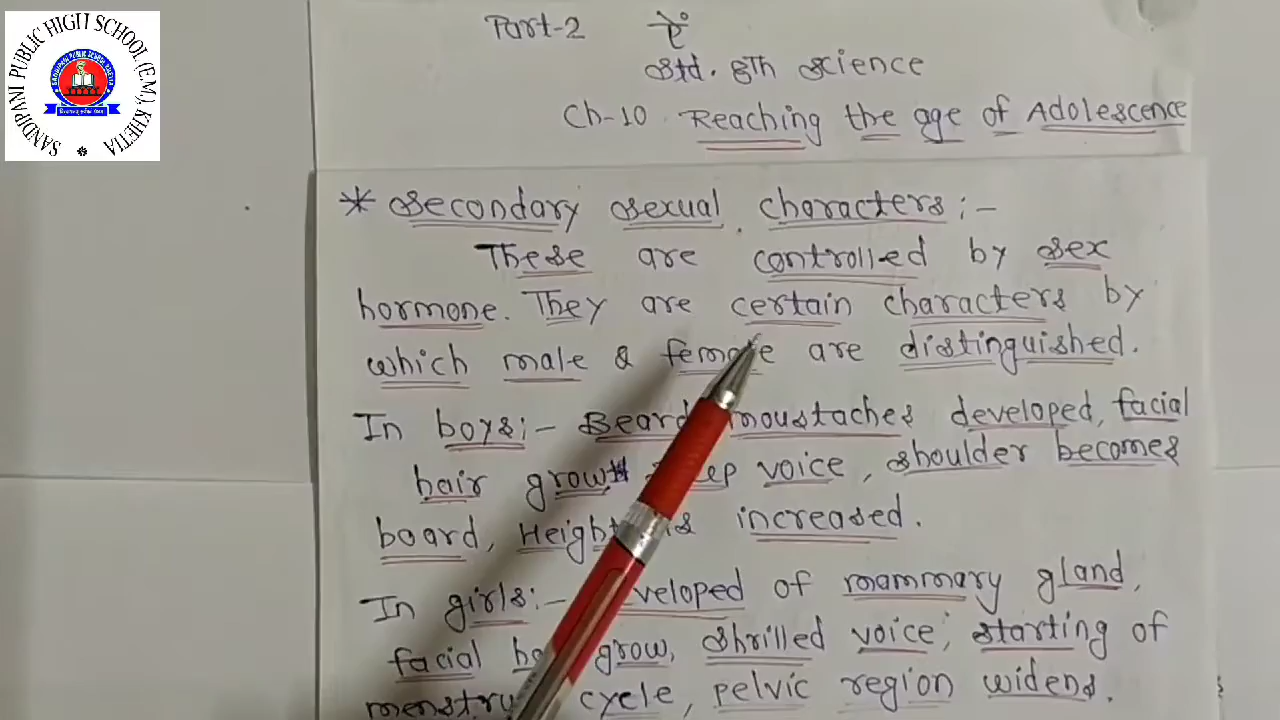 SANDIPANI PUBLIC HIGH SCHOOL (E.M.), KHETIA
Part-2 ऐं
Std. 8Th Science
Ch-10. Reaching the age of Adolescence
* Secondary sexual characters :-
These are controlled by sex
hormone. They are certain characters by
which male & female are distinguished.
In boys :- Beard moustaches developed, facial
hair grow voice, shoulder becomes
board, Height is increased.
In girls :- of mammary gland,
facial grow, shrilled voice, starting of
cycle, pelvic region widens.